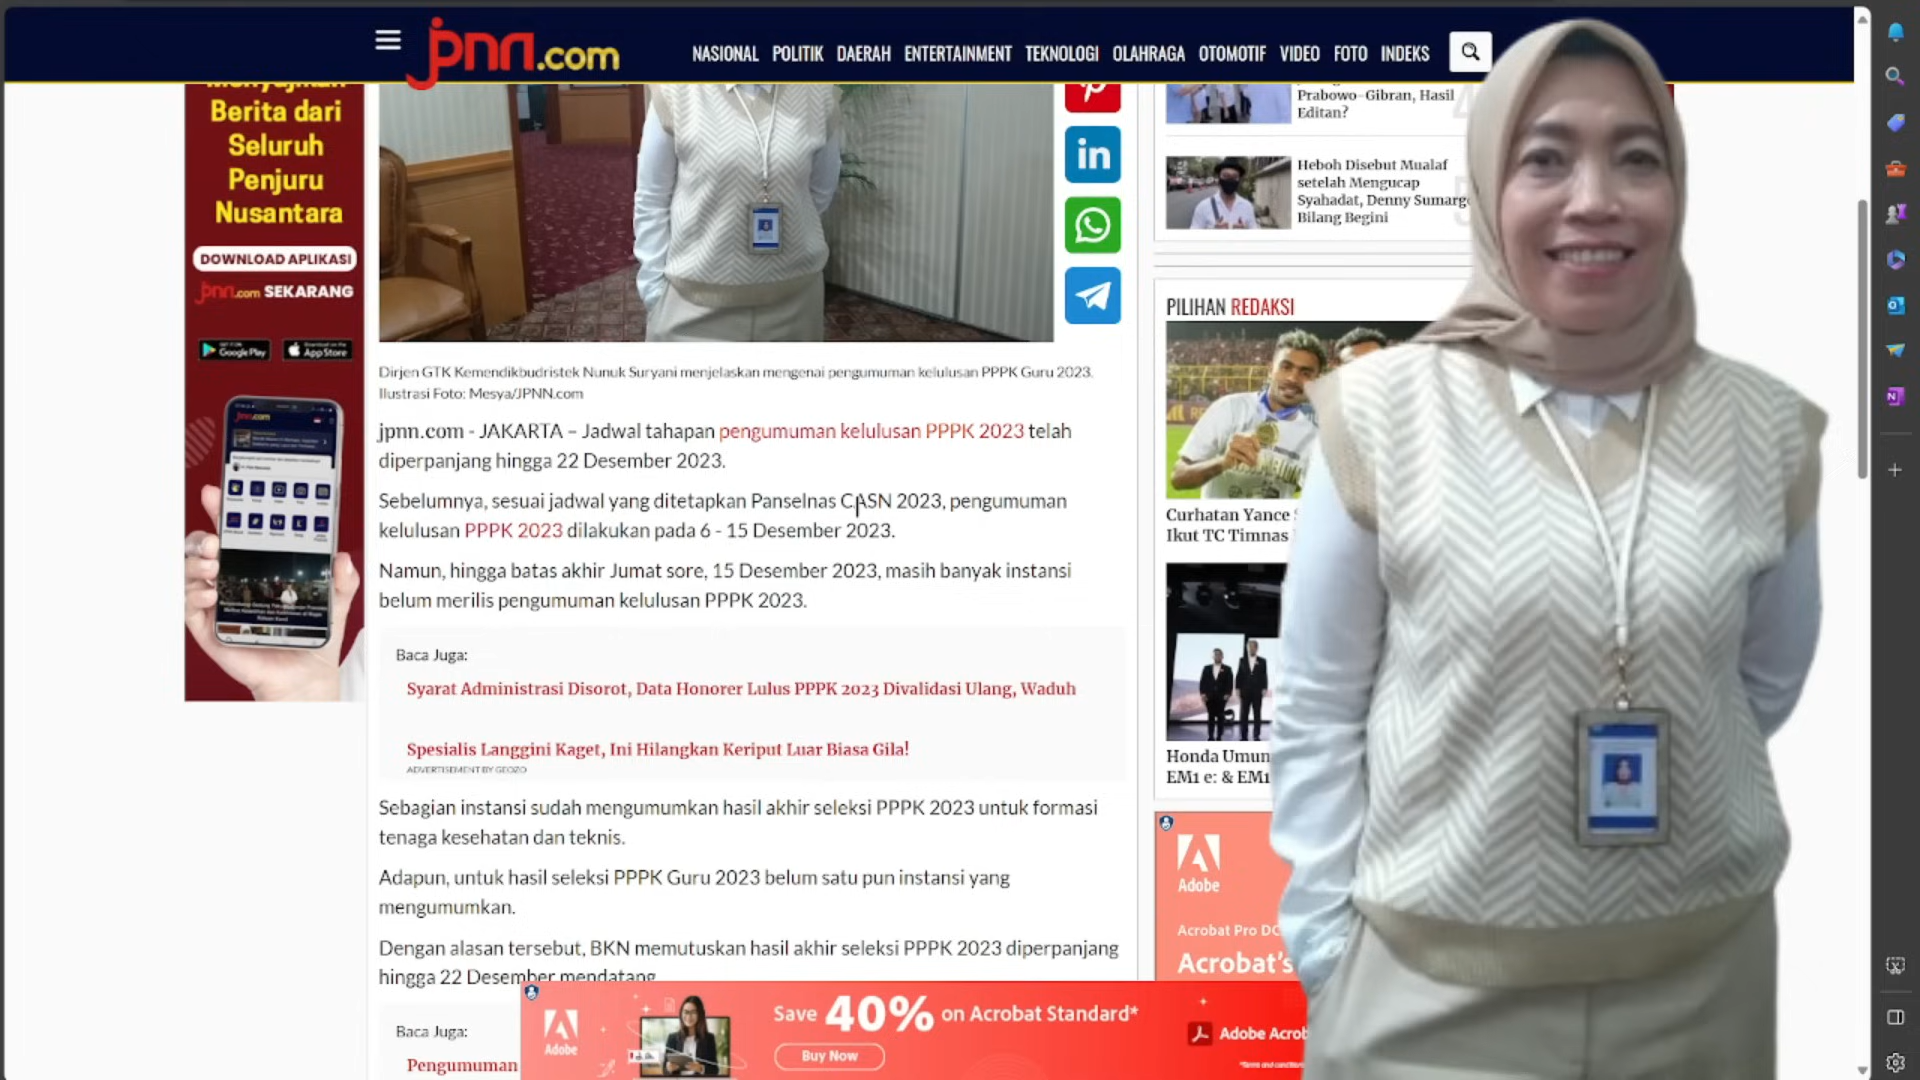 jpnn.com
NASIONAL POLITIK DAERAH ENTERTAINMENT TEKNOLOGI OLAHRAGA OTOMOTIF VIDEO FOTO INDEKS
Berita dari
Seluruh
Penjuru
Nusantara
DOWNLOAD APLIKASI
jpnn.com SEKARANG
Google Play
App Store
Dirjen GTK Kemendikbudristek Nunuk Suryani menjelaskan mengenai pengumuman kelulusan PPPK Guru 2023.
Ilustrasi Foto: Mesya/JPNN.com
jpnn.com - JAKARTA – Jadwal tahapan pengumuman kelulusan PPPK 2023 telah
diperpanjang hingga 22 Desember 2023.
Sebelumnya, sesuai jadwal yang ditetapkan Panselnas CASN 2023, pengumuman
kelulusan PPPK 2023 dilakukan pada 6 - 15 Desember 2023.
Namun, hingga batas akhir Jumat sore, 15 Desember 2023, masih banyak instansi
belum merilis pengumuman kelulusan PPPK 2023.
Baca Juga:
Syarat Administrasi Disorot, Data Honorer Lulus PPPK 2023 Divalidasi Ulang, Waduh
Spesialis Langgini Kaget, Ini Hilangkan Keriput Luar Biasa Gila!
ADVERTISEMENT BY GEOZO
Sebagian instansi sudah mengumumkan hasil akhir seleksi PPPK 2023 untuk formasi
tenaga kesehatan dan teknis.
Adapun, untuk hasil seleksi PPPK Guru 2023 belum satu pun instansi yang
mengumumkan.
Dengan alasan tersebut, BKN memutuskan hasil akhir seleksi PPPK 2023 diperpanjang
hingga 22 Desember mendatang
Baca Juga:
Pengumuman
Prabowo-Gibran, Hasil
Editan?
Heboh Disebut Mualaf
setelah Mengucap
Syahadat, Denny Sumarg
Bilang Begini
PILIHAN REDAKSI
Curhatan Yance
Ikut TC Timnas
Honda Umun
EM1 e: & EM1
Adobe
Acrobat Pro DC
Acrobat's
Adobe
Save 40% on Acrobat Standard*
Buy Now
Adobe Acrob